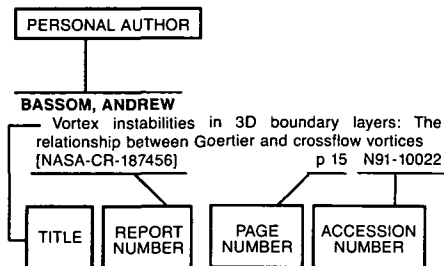 PERSONAL AUTHOR
BASSOM, ANDREW
Vortex instabilities in 3D boundary layers: The
relationship between Goertier and crossflow vortices
[NASA-CR-187456] p 15 N91-10022
TITLE
REPORT
NUMBER
PAGE
NUMBER
ACCESSION
NUMBER